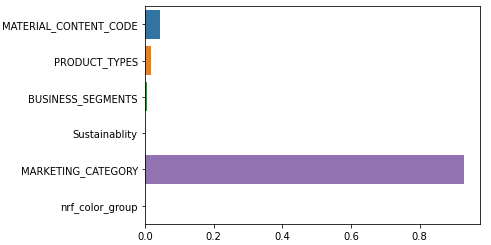 MATERIAL_CONTENT_CODE
PRODUCT_TYPES
BUSINESS_SEGMENTS
Sustainablity
MARKETING_CATEGORY
nrf_color_group
0.0 0.2 0.4 0.6 0.8